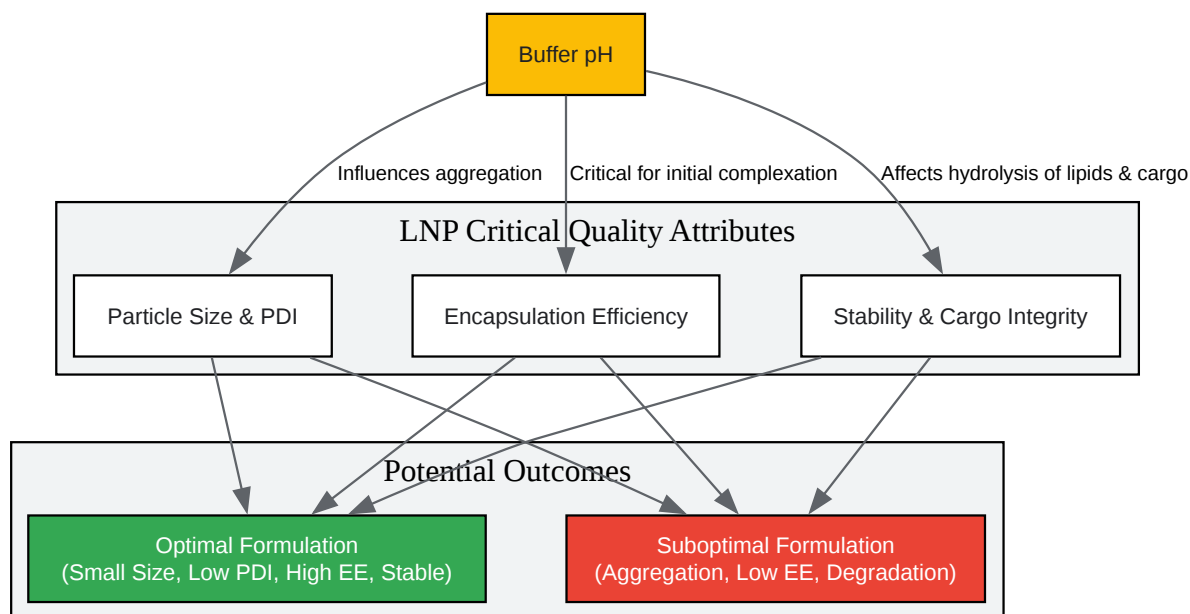 Buffer pH
Influences aggregation
Critical for initial complexation
Affects hydrolysis of lipids & cargo
LNP Critical Quality Attributes
Particle Size & PDI
Encapsulation Efficiency
Stability & Cargo Integrity
Potential Outcomes
Optimal Formulation
(Small Size, Low PDI, High EE, Stable)
Suboptimal Formulation
(Aggregation, Low EE, Degradation)